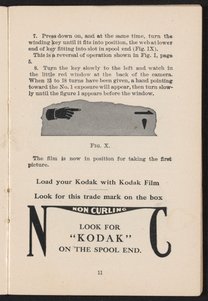 7. Press down on, and at the same time, turn the
winding key until it fits into position, the web at lower
end of key fitting into slot in spool end (Fig. IX).
This is a reversal of operation shown in Fig. I, page
5.
8. Turn the key slowly to the left and watch in
the little red window at the back of the camera.
When 15 to 18 turns have been given, a hand pointing
toward the No. 1 exposure will appear, then turn slow-
ly until the figure 1 appears before the window.
FIG. X.
The film is now in position for taking the first
picture.
Load your Kodak with Kodak Film
Look for this trade mark on the box
NON CURLING
N C
LOOK FOR
"KODAK"
ON THE SPOOL END.
11